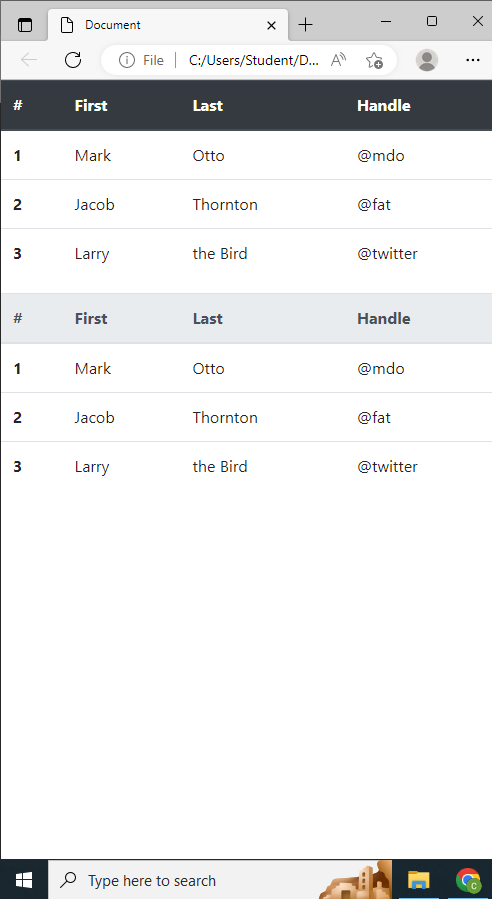 Document
File C:/Users/Student/D...
# First Last Handle
1 Mark Otto @mdo
2 Jacob Thornton @fat
3 Larry the Bird @twitter
# First Last Handle
1 Mark Otto @mdo
2 Jacob Thornton @fat
3 Larry the Bird @twitter
Type here to search
C